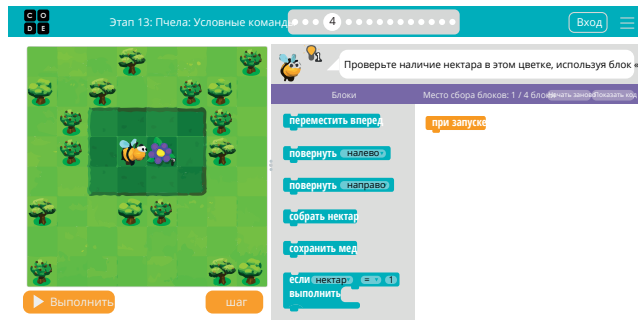 C O
D E
Этап 13: Пчела: Условные команды
4
Вход
1
Проверьте наличие нектара в этом цветке, используя блок «
Блоки
Место сбора блоков: 1 / 4 блок
Начать заново
Показать код
переместить вперед
при запуске
повернуть налево
повернуть направо
собрать нектар
сохранить мед
если нектар = 1
выполнить
Выполнить
шаг